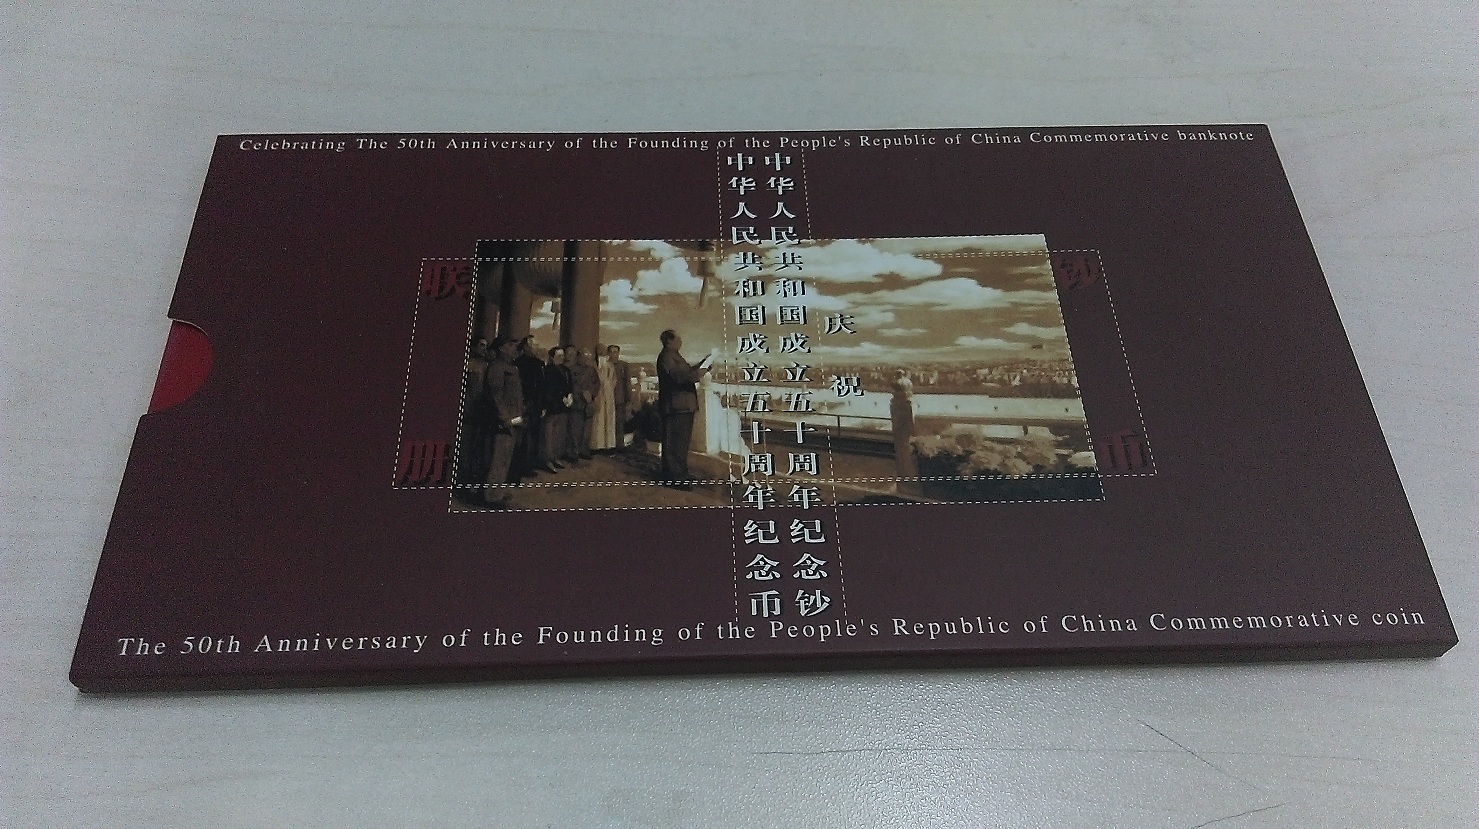 Celebrating The 50th Anniversary of the Founding of the People's Republic of China Commemorative banknote
庆祝
中华人民共和国成立五十周年纪念钞
中华人民共和国成立五十周年纪念币
钞币
联册
The 50th Anniversary of the Founding of the People's Republic of China Commemorative coin